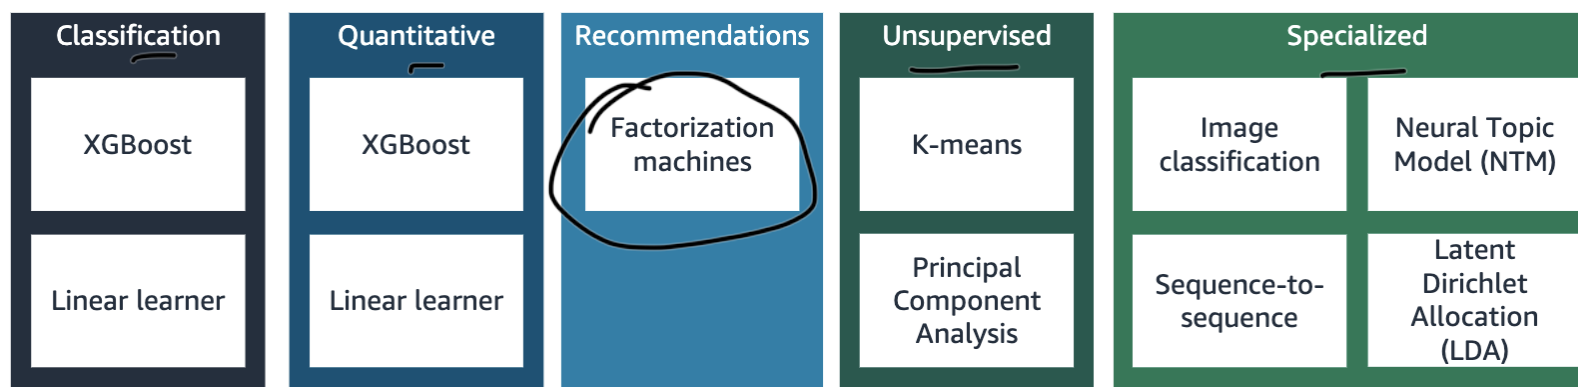 Classification
XGBoost
Linear learner
Quantitative
XGBoost
Linear learner
Recommendations
Factorization
machines
Unsupervised
K-means
Principal
Component
Analysis
Specialized
Image
classification
Neural Topic
Model (NTM)
Sequence-to-
sequence
Latent
Dirichlet
Allocation
(LDA)